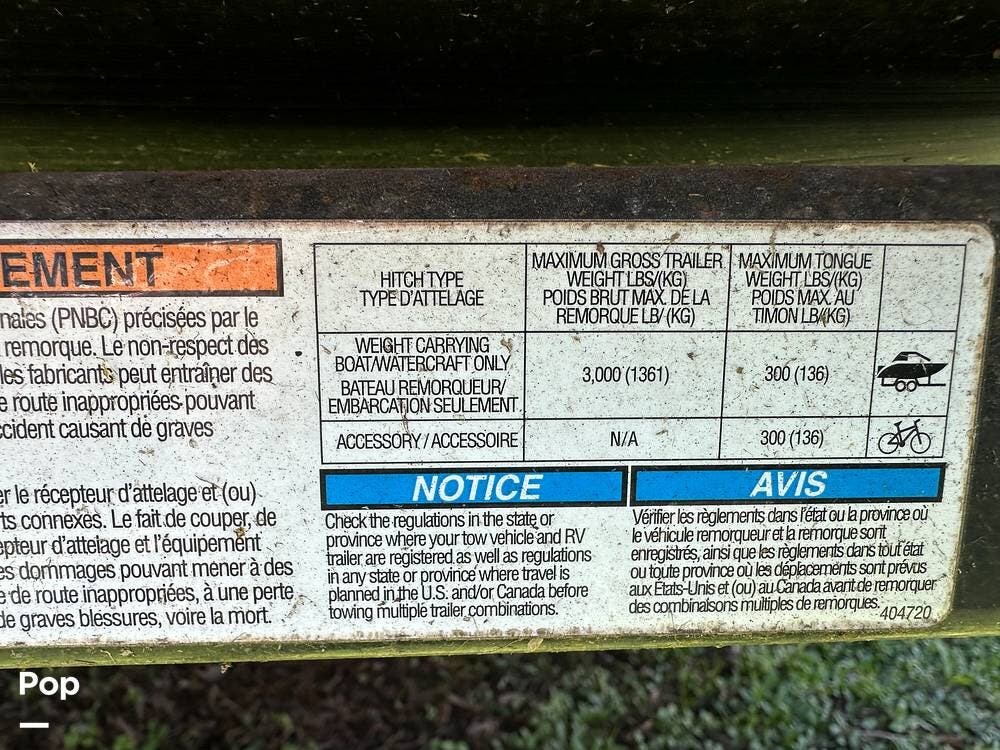 EMENT
nales (PNBC) précisées par le
remorque. Le non-respect des
les fabricants peut entraîner des
e route inappropriées pouvant
ccident causant de graves
er le récepteur d'attelage et (ou)
ts connexes. Le fait de couper, de
epteur d'attelage et l'équipement
es dommages pouvant mener à des
e de route inappropriées, à une perte
de graves blessures, voire la mort.
HITCH TYPE
TYPE D'ATTELAGE
MAXIMUM GROSS TRAILER
WEIGHT LBS/(KG)
POIDS BRUT MAX. DE LA
REMORQUE LB/ (KG)
MAXIMUM TONGUE
WEIGHT LBS/(KG)
POIDS MAX. AU
TIMON LB/(KG)
WEIGHT CARRYING
BOAT/WATERCRAFT ONLY
BATEAU REMORQUEUR/
EMBARCATION SEULEMENT
3,000 (1361)
300 (136)
ACCESSORY / ACCESSOIRE
N/A
300 (136)
NOTICE
Check the regulations in the state or
province where your tow vehicle and RV
trailer are registered as well as regulations
in any state or province where travel is
planned in the U.S. and/or Canada before
towing multiple trailer combinations.
AVIS
Vérifier les règlements dans l'état ou la province où
le véhicule remorqueur et la remorque sont
enregistrés, ainsi que les règlements dans tout état
ou toute province où les déplacements sont prévus
aux États-Unis et (ou) au Canada avant de remorquer
des combinaisons multiples de remorques.
404720
Pop